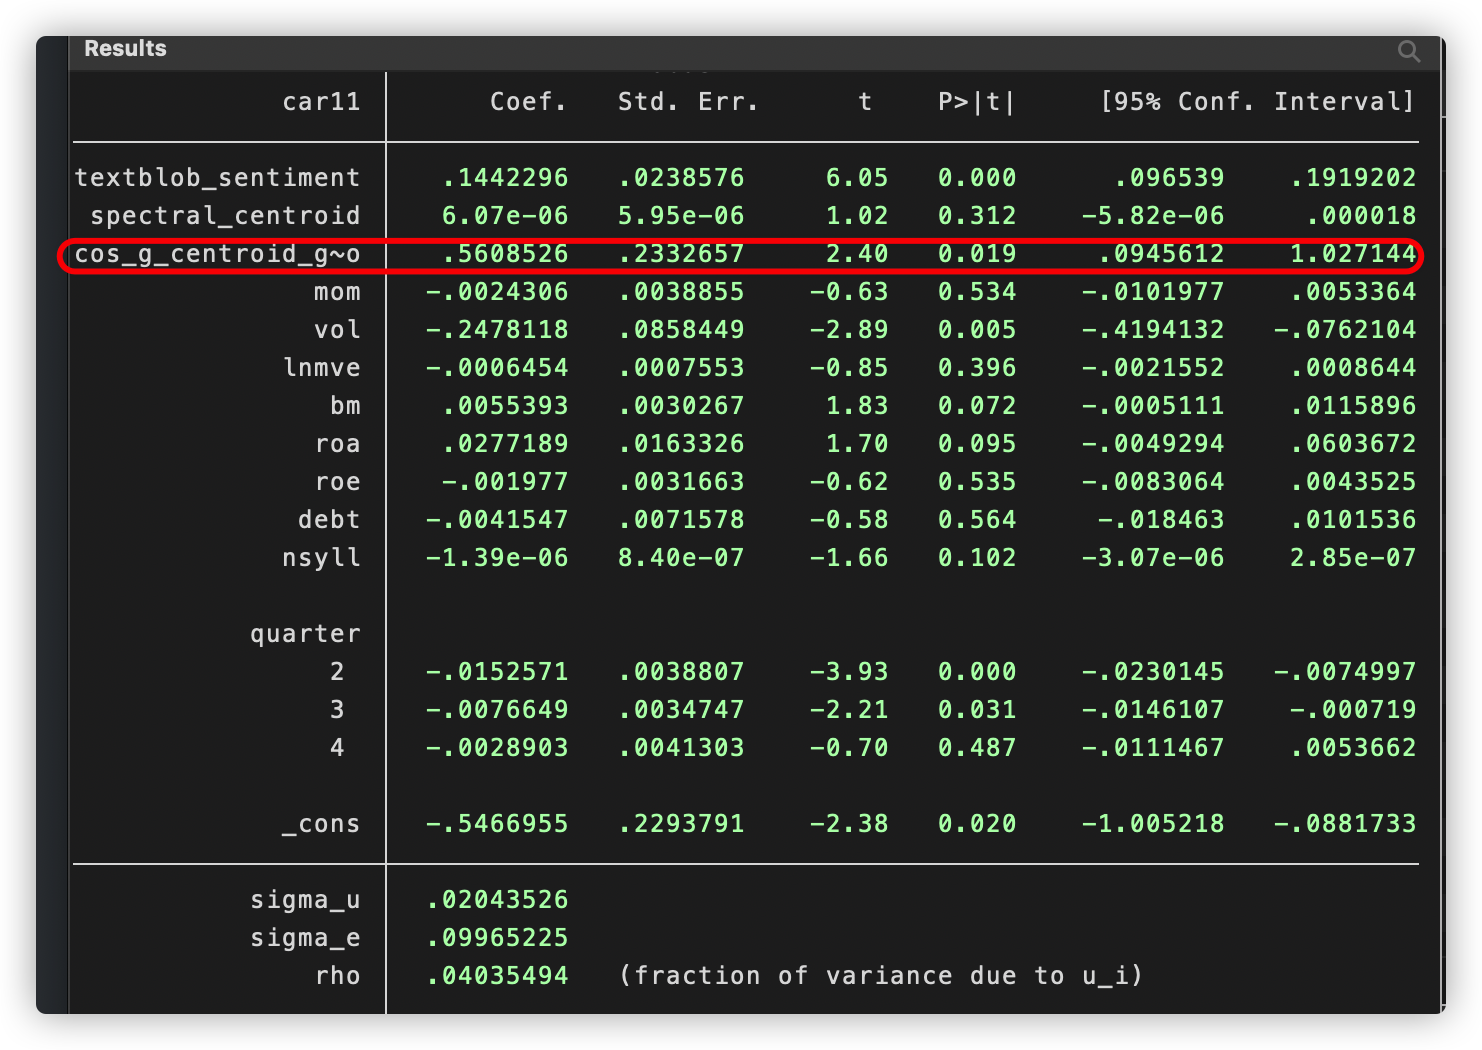 Results
car11 Coef. Std. Err. t P>|t| [95% Conf. Interval]
textblob_sentiment .1442296 .0238576 6.05 0.000 .096539 .1919202
spectral_centroid 6.07e-06 5.95e-06 1.02 0.312 -5.82e-06 .000018
cos_g_centroid_g~o .5608526 .2332657 2.40 0.019 .0945612 1.027144
mom -.0024306 .0038855 -0.63 0.534 -.0101977 .0053364
vol -.2478118 .0858449 -2.89 0.005 -.4194132 -.0762104
lnmve -.0006454 .0007553 -0.85 0.396 -.0021552 .0008644
bm .0055393 .0030267 1.83 0.072 -.0005111 .0115896
roa .0277189 .0163326 1.70 0.095 -.0049294 .0603672
roe -.001977 .0031663 -0.62 0.535 -.0083064 .0043525
debt -.0041547 .0071578 -0.58 0.564 -.018463 .0101536
nsyll -1.39e-06 8.40e-07 -1.66 0.102 -3.07e-06 2.85e-07
quarter
2 -.0152571 .0038807 -3.93 0.000 -.0230145 -.0074997
3 -.0076649 .0034747 -2.21 0.031 -.0146107 -.000719
4 -.0028903 .0041303 -0.70 0.487 -.0111467 .0053662
_cons -.5466955 .2293791 -2.38 0.020 -1.005218 -.0881733
sigma_u .02043526
sigma_e .09965225
rho .04035494 (fraction of variance due to u_i)